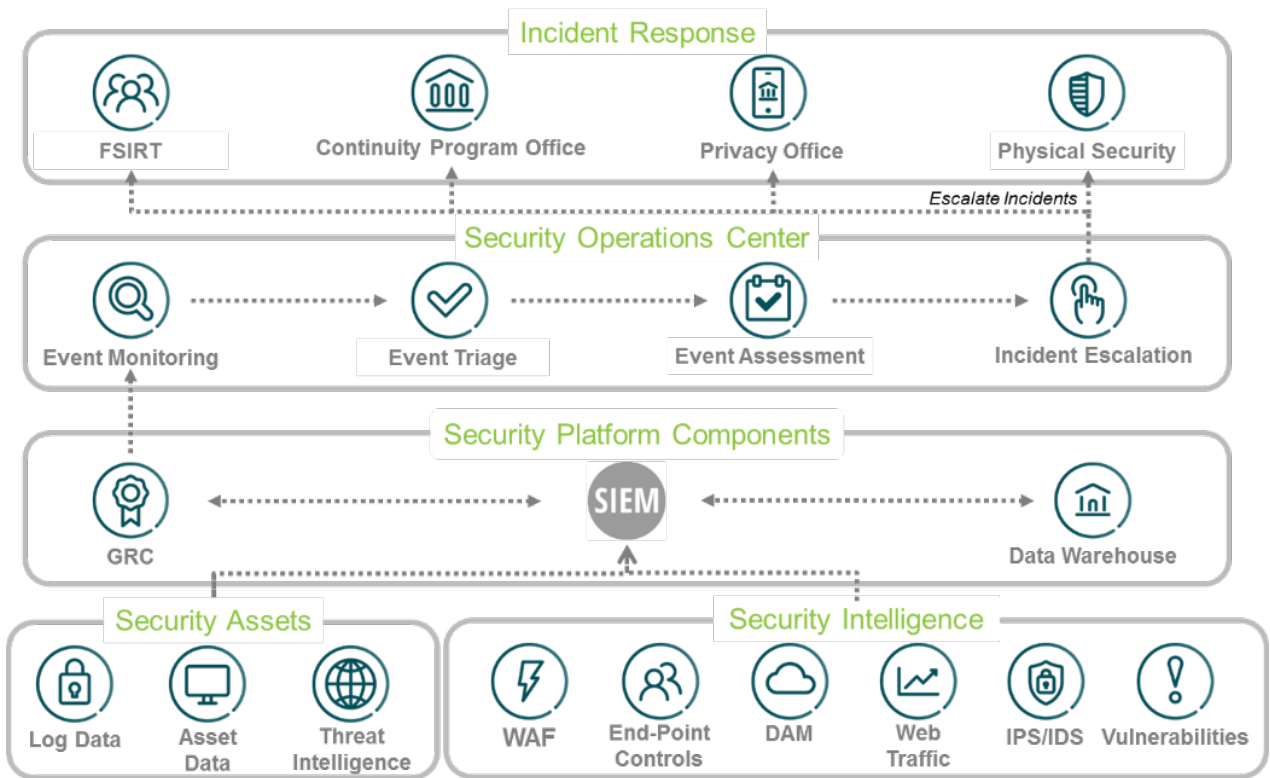 Incident Response
FSIRT
Continuity Program Office
Privacy Office
Physical Security
Escalate Incidents
Security Operations Center
Event Monitoring
Event Triage
Event Assessment
Incident Escalation
Security Platform Components
GRC
SIEM
Data Warehouse
Security Assets
Log Data
Asset
Data
Threat
Intelligence
Security Intelligence
WAF
End-Point
Controls
DAM
Web
Traffic
IPS/IDS
Vulnerabilities